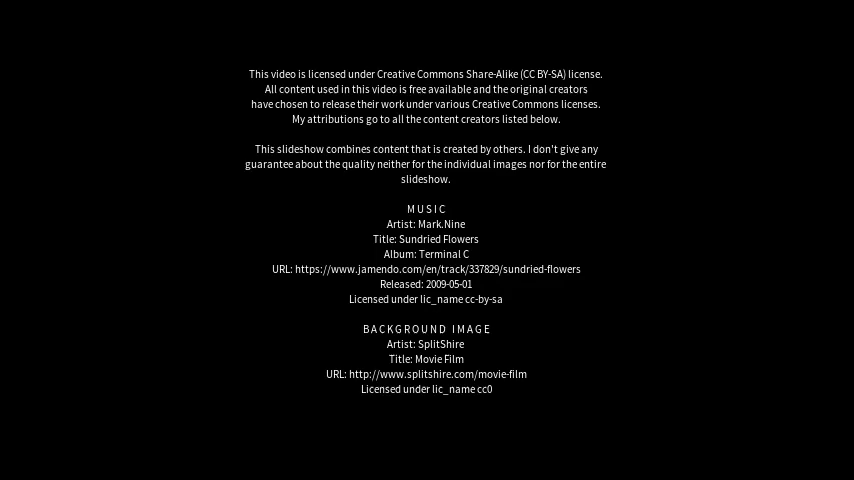 This video is licensed under Creative Commons Share-Alike (CC BY-SA) license.
All content used in this video is free available and the original creators
have chosen to release their work under various Creative Commons licenses.
My attributions go to all the content creators listed below.
This slideshow combines content that is created by others. I don't give any
guarantee about the quality neither for the individual images nor for the entire
slideshow.
MUSIC
Artist: Mark.Nine
Title: Sundried Flowers
Album: Terminal C
URL: https://www.jamendo.com/en/track/337829/sundried-flowers
Released: 2009-05-01
Licensed under lic_name cc-by-sa
BACKGROUND IMAGE
Artist: SplitShire
Title: Movie Film
URL: http://www.splitshire.com/movie-film
Licensed under lic_name cc0